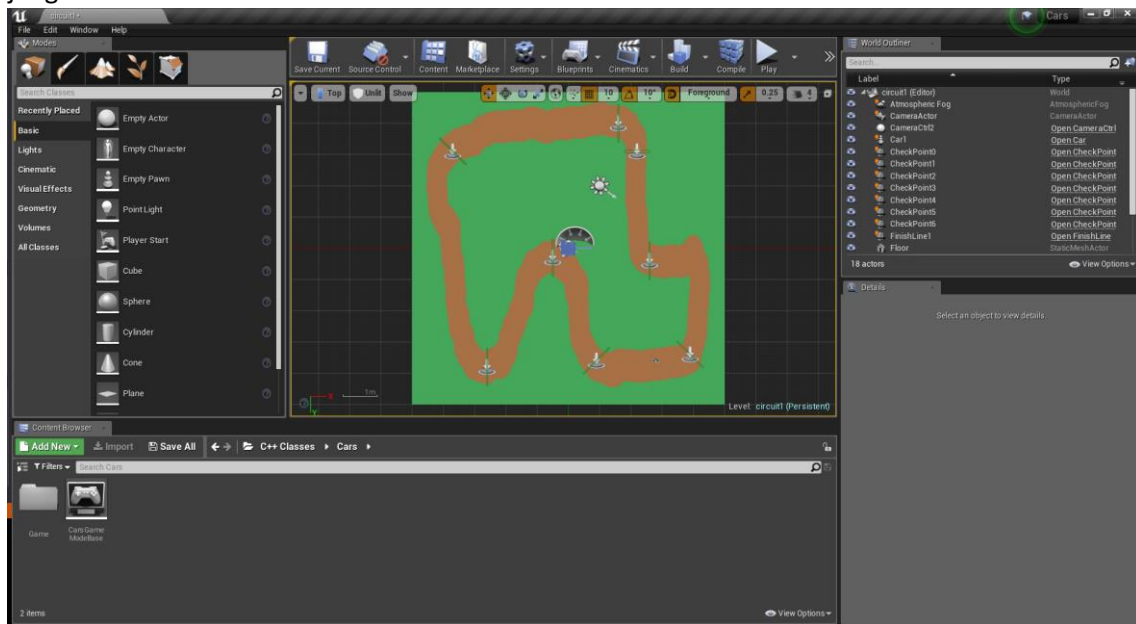 circuit1*
Cars
File Edit Window Help
Modes
Search Classes
Recently Placed
Basic
Lights
Cinematic
Visual Effects
Geometry
Volumes
All Classes
Empty Actor
Empty Character
Empty Pawn
Point Light
Player Start
Cube
Sphere
Cylinder
Cone
Plane
Save Current Source Control Content Marketplace Settings Blueprints Cinematics Build Compile Play
Top Unlit Show 10 10° Foreground 0.25 4
X 1m
Y
Level: circuit1 (Persistent)
World Outliner
Search...
Label Type
circuit1 (Editor) World
Atmospheric Fog AtmosphericFog
CameraActor CameraActor
CameraCtrl2 Open CameraCtrl
Car1 Open Car
CheckPoint0 Open CheckPoint
CheckPoint1 Open CheckPoint
CheckPoint2 Open CheckPoint
CheckPoint3 Open CheckPoint
CheckPoint4 Open CheckPoint
CheckPoint5 Open CheckPoint
CheckPoint6 Open CheckPoint
FinishLine1 Open FinishLine
Floor StaticMeshActor
18 actors View Options
Details
Select an object to view details.
Content Browser
Add New Import Save All C++ Classes Cars
Filters Search Cars
Game
CarsGame
ModeBase
2 items View Options